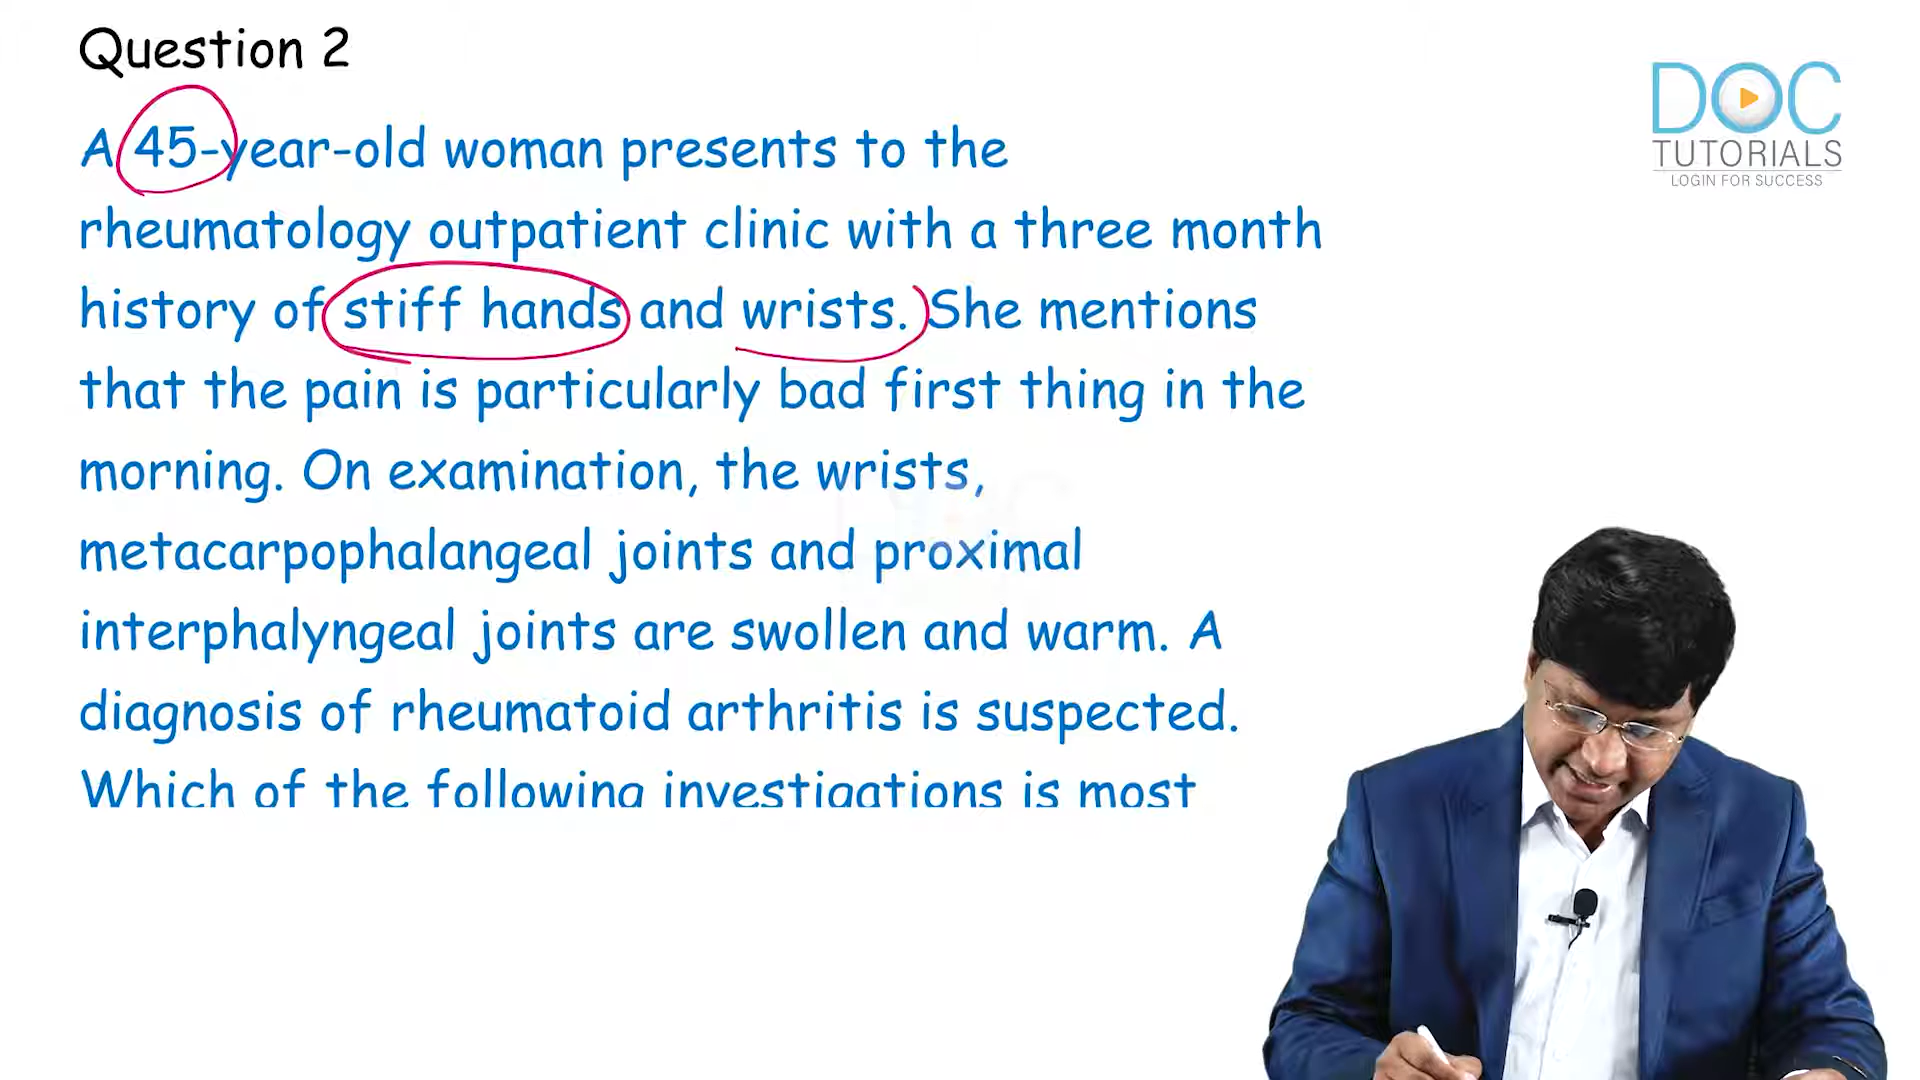 Question 2
A 45-year-old woman presents to the
rheumatology outpatient clinic with a three month
history of stiff hands and wrists. She mentions
that the pain is particularly bad first thing in the
morning. On examination, the wrists,
metacarpophalangeal joints and proximal
interphalyngeal joints are swollen and warm. A
diagnosis of rheumatoid arthritis is suspected.
Which of the following investigations is most
DOC
TUTORIALS
LOGIN FOR SUCCESS
DOC